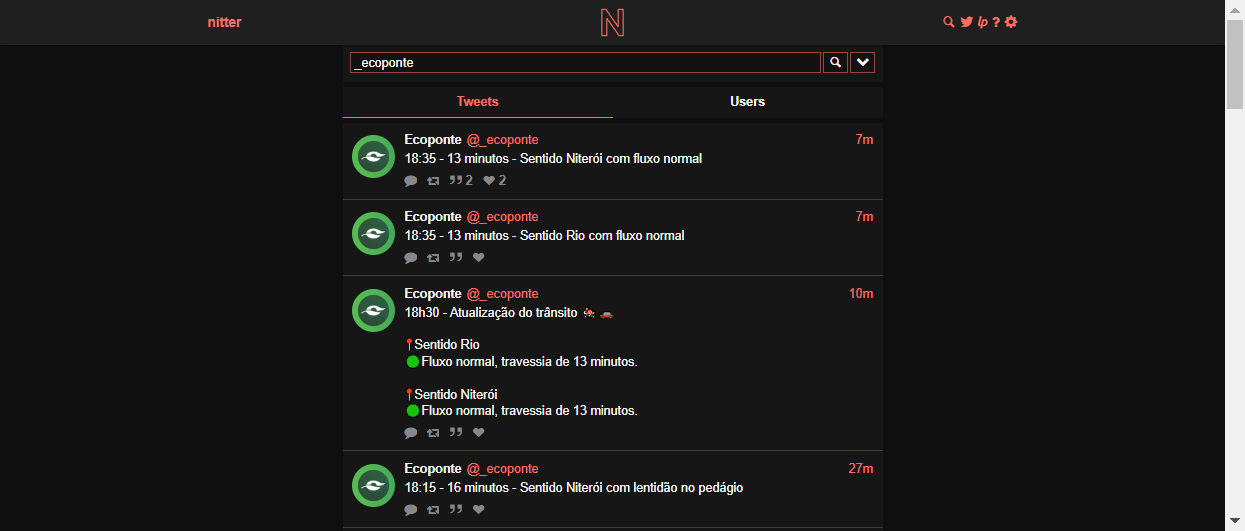 nitter
N
lp ?
_ecoponte
Tweets Users
Ecoponte @_ecoponte 7m
18:35 - 13 minutos - Sentido Niterói com fluxo normal
2 2
Ecoponte @_ecoponte 7m
18:35 - 13 minutos - Sentido Rio com fluxo normal
Ecoponte @_ecoponte 10m
18h30 - Atualização do trânsito
Sentido Rio
Fluxo normal, travessia de 13 minutos.
Sentido Niterói
Fluxo normal, travessia de 13 minutos.
Ecoponte @_ecoponte 27m
18:15 - 16 minutos - Sentido Niterói com lentidão no pedágio